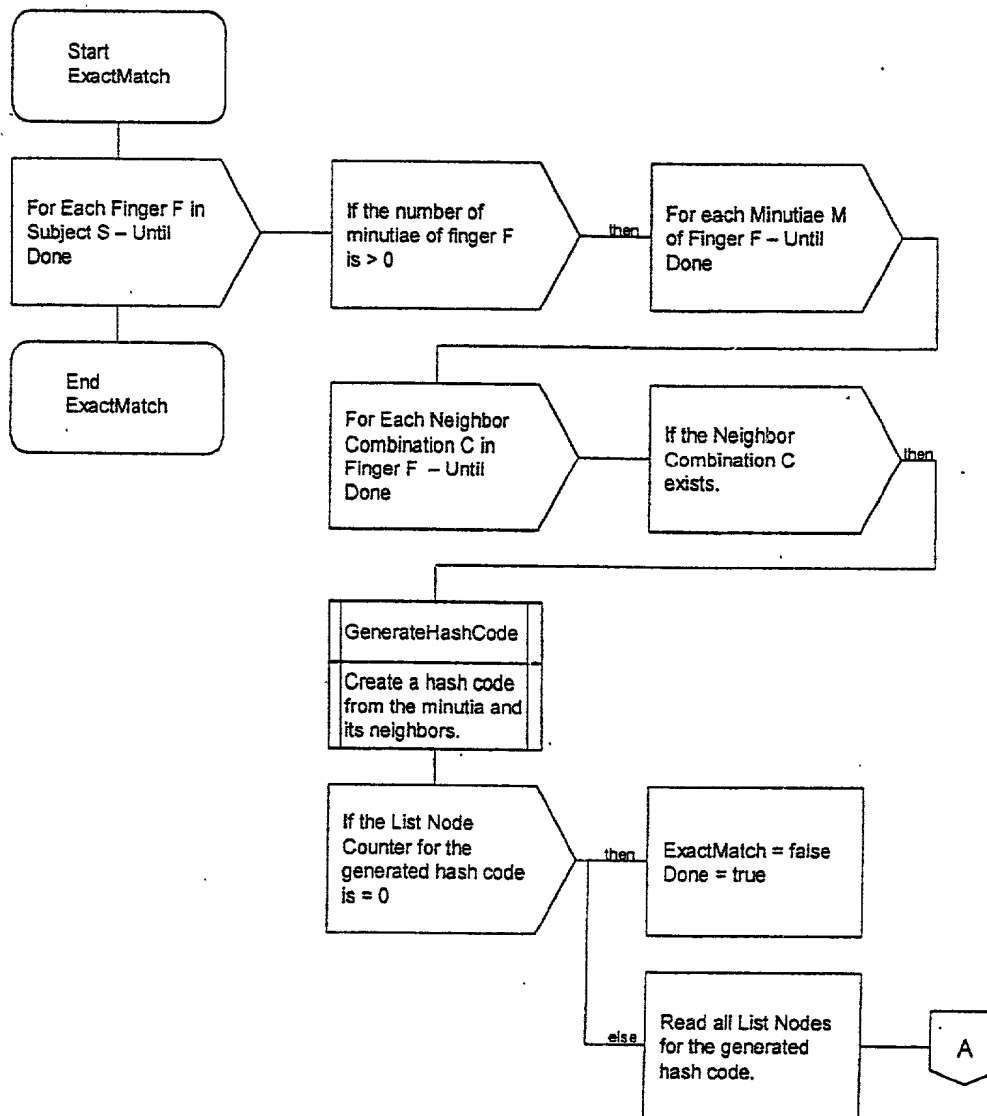 Start
ExactMatch
For Each Finger F in
Subject S – Until
Done
If the number of
minutiae of finger F
is > 0
then
For each Minutiae M
of Finger F – Until
Done
End
ExactMatch
For Each Neighbor
Combination C in
Finger F – Until
Done
If the Neighbor
Combination C
exists.
then
GenerateHashCode
Create a hash code
from the minutia and
its neighbors.
If the List Node
Counter for the
generated hash code
is = 0
then
ExactMatch = false
Done = true
else
Read all List Nodes
for the generated
hash code.
A